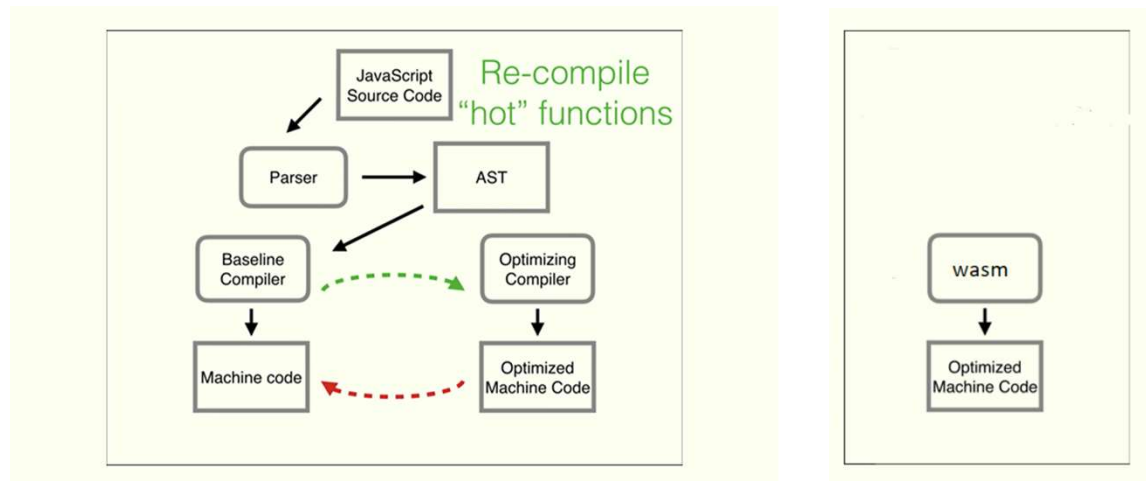 JavaScript
Source Code
Re-compile
“hot” functions
Parser
AST
Baseline
Compiler
Optimizing
Compiler
Machine code
Optimized
Machine Code
wasm
Optimized
Machine Code